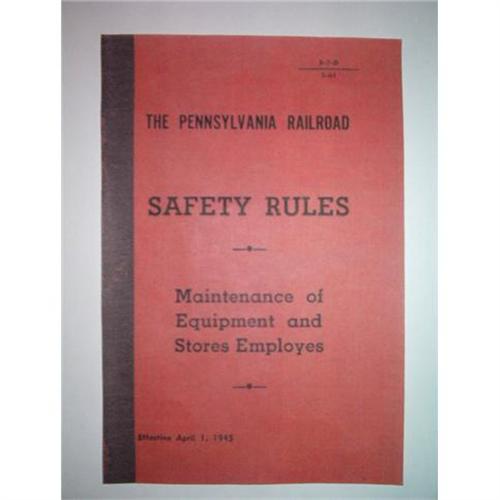 THE PENNSYLVANIA RAILROAD
SAFETY RULES
Maintenance of
Equipment and
Stores Employes
Effective April 1, 1945